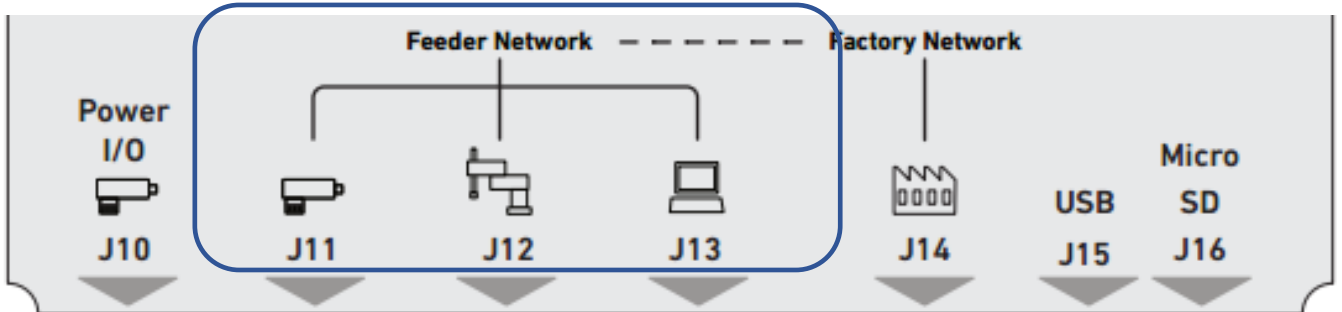 Feeder Network Factory Network
Power
I/O
Micro
USB SD
J10 J11 J12 J13 J14 J15 J16